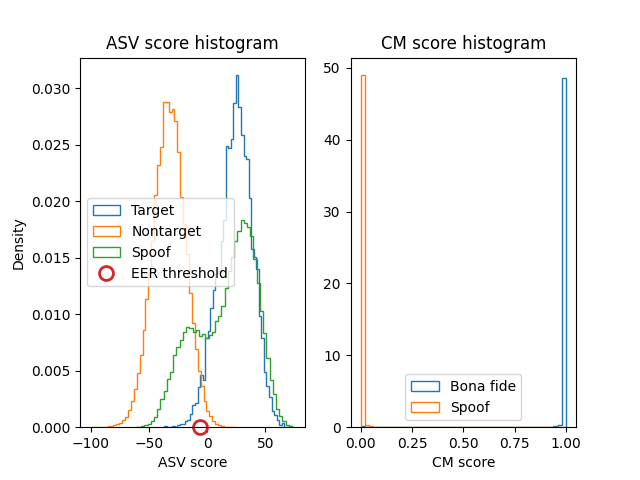 ASV score histogram
0.030
0.025
0.020
0.015
0.010
0.005
0.000
Density
Target
Nontarget
Spoof
EER threshold
−100
−50
0
50
ASV score
CM score histogram
50
40
30
20
10
0
Bona fide
Spoof
0.00
0.25
0.50
0.75
1.00
CM score